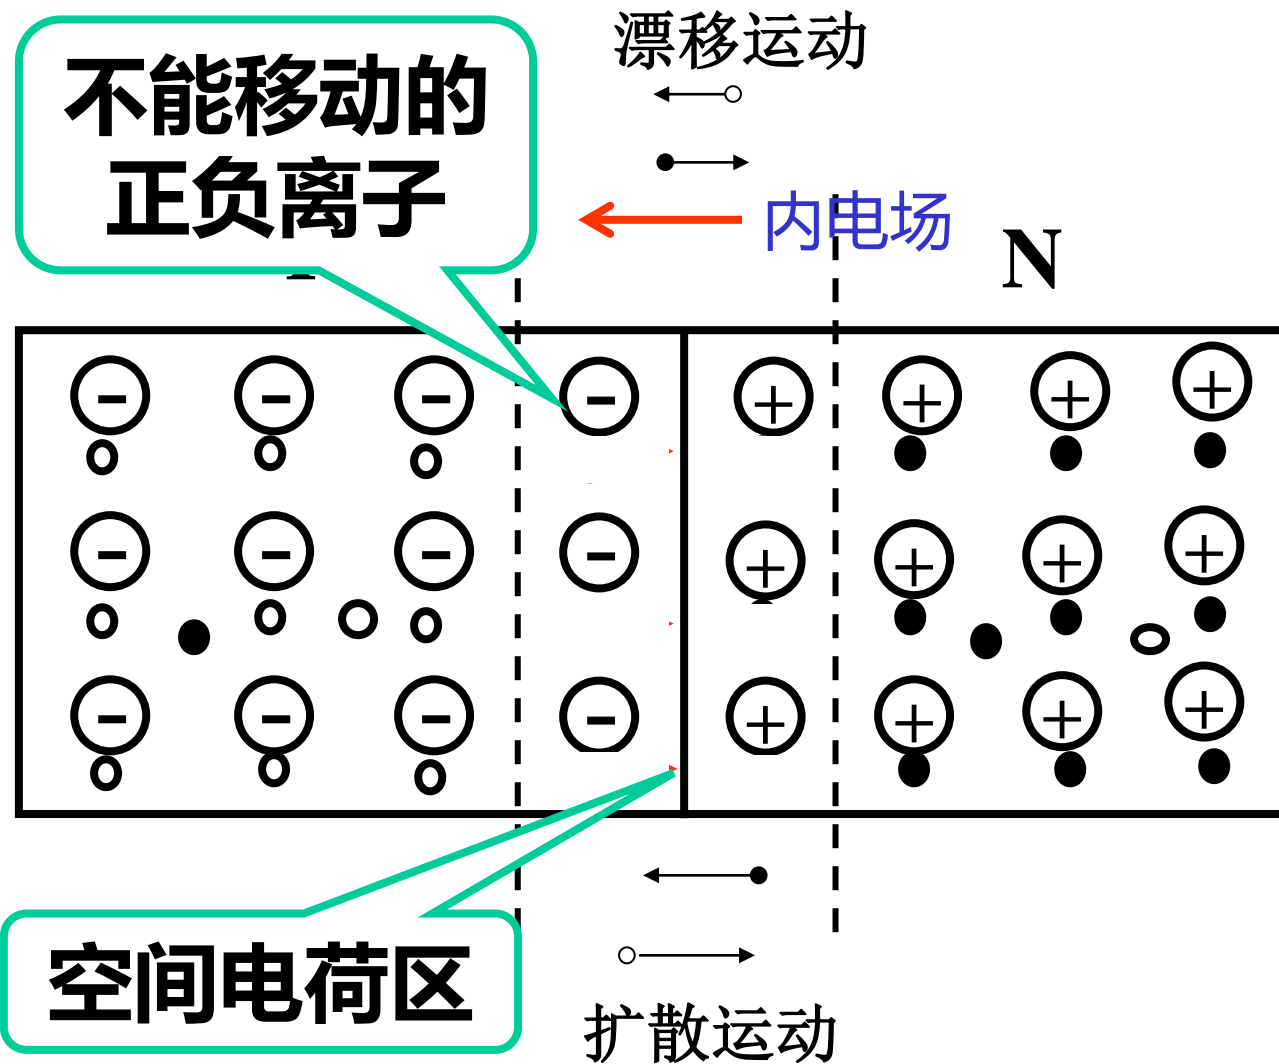 漂移运动
不能移动的
正负离子
内电场
N
− − − − + + + +
− − − − + + + +
− − − − + + + +
空间电荷区
扩散运动